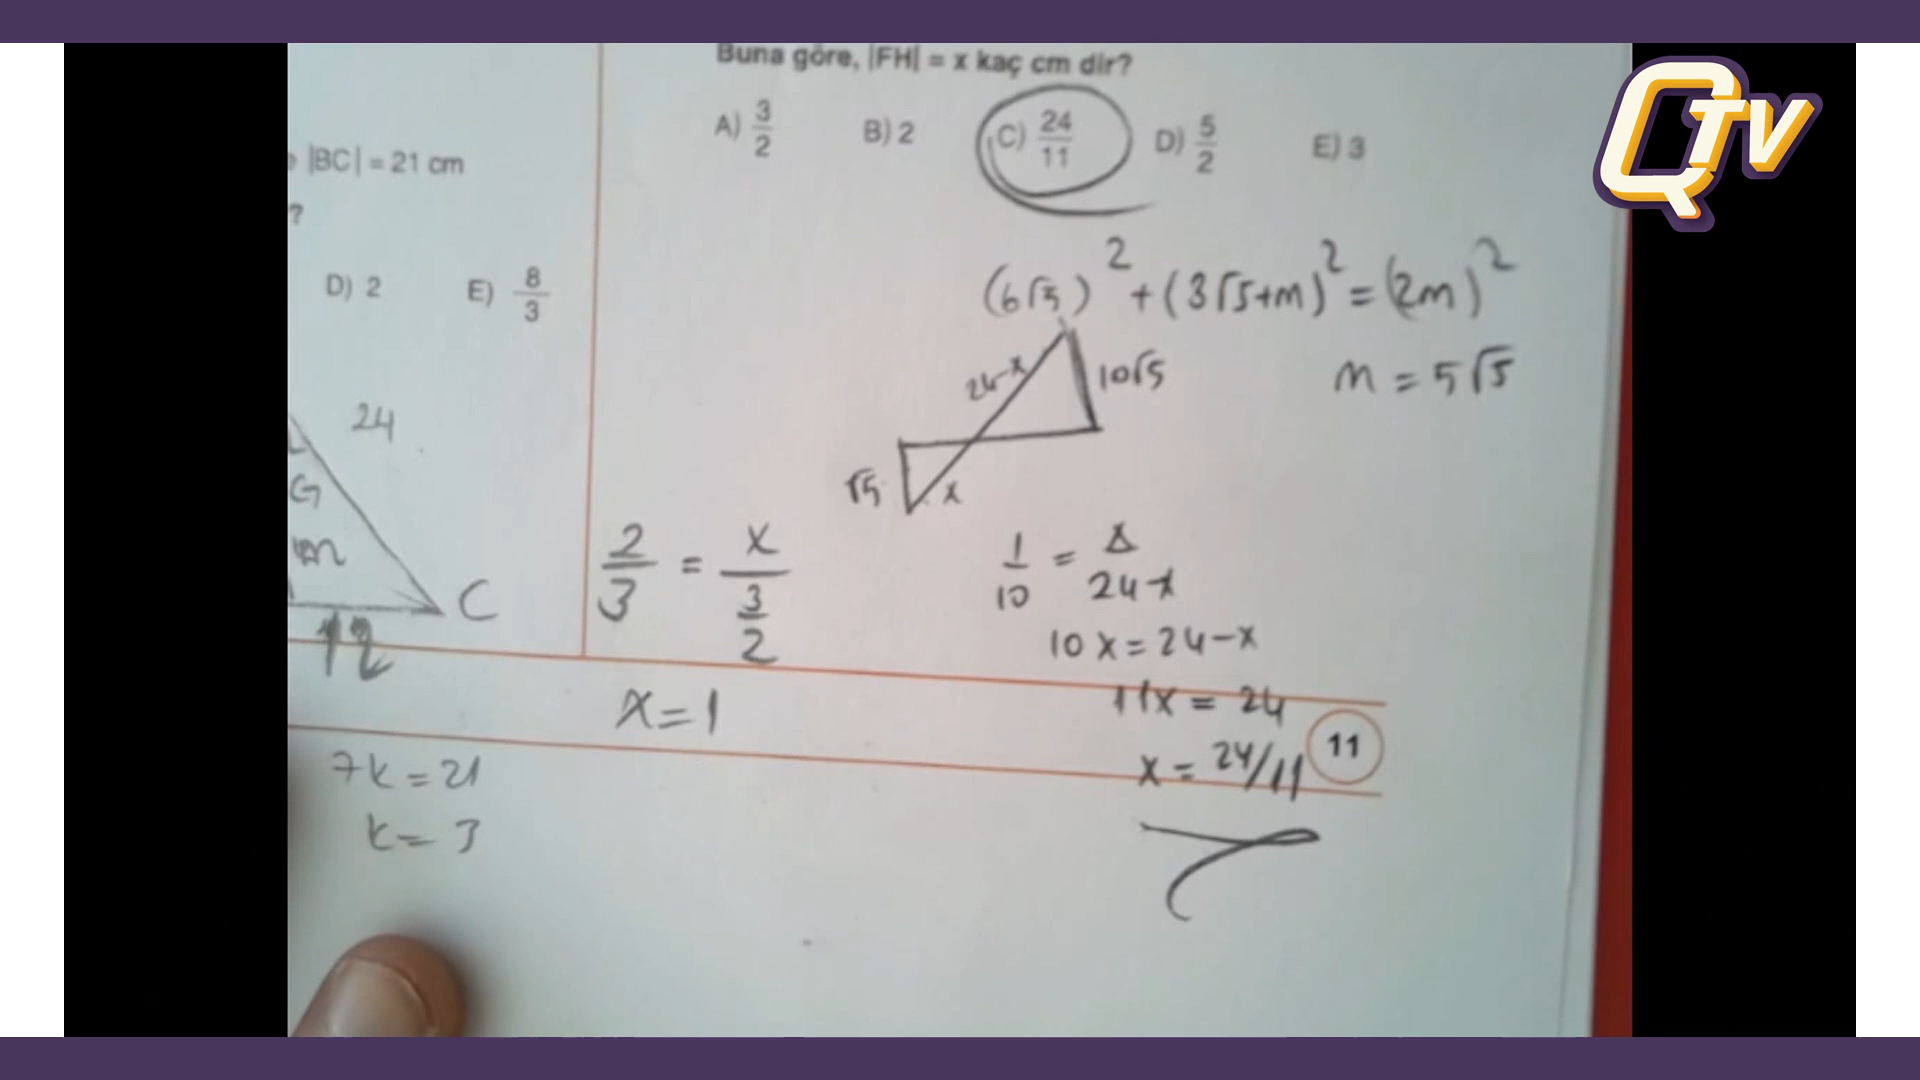 Buna göre, |FH| = x kaç cm dir?
A) 3/2 B) 2 C) 24/11 D) 5/2 E) 3
QTV
|BC| = 21 cm
?
D) 2 E) 8/3
(6√5)² + (3√5+m)² = (2m)²
m = 5√5
24-x
10√5
√5
x
24
G
m
C
12
2/3 = x/(3/2)
x = 1
1/10 = x/24-x
10x = 24-x
11x = 24
x = 24/11
11
7k = 21
k = 3